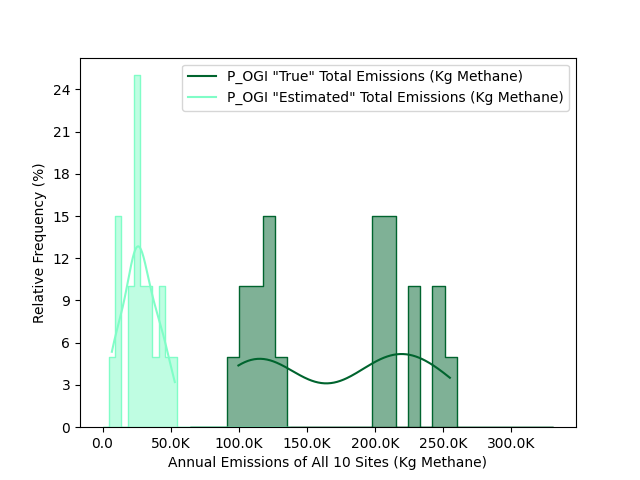 P_OGI "True" Total Emissions (Kg Methane)
P_OGI "Estimated" Total Emissions (Kg Methane)
Relative Frequency (%)
24
21
18
15
12
9
6
3
0
0.0 50.0K 100.0K 150.0K 200.0K 250.0K 300.0K
Annual Emissions of All 10 Sites (Kg Methane)